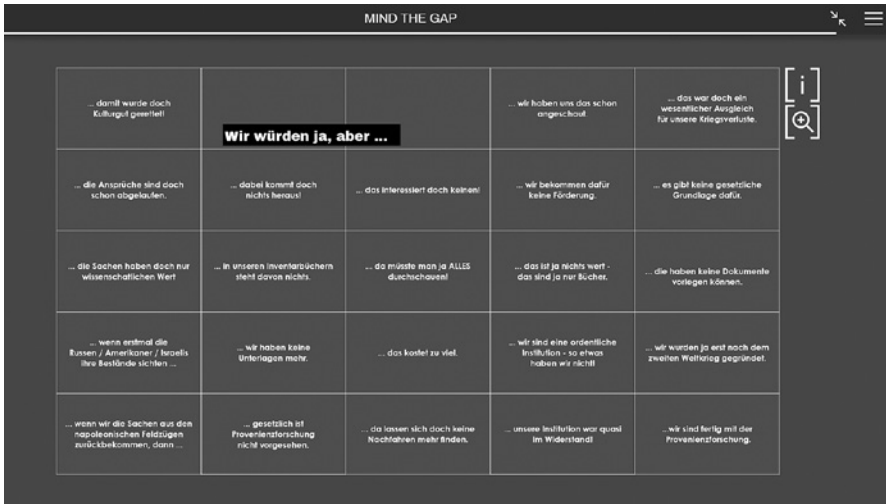 MIND THE GAP
... damit wurde doch
Kulturgut gerettet!
Wir würden ja, aber ...
... wir haben uns das schon
angeschaut
... das war doch ein
wesentlicher Ausgleich
für unsere Kriegsverluste.
[i]
... die Ansprüche sind doch
schon abgelaufen.
... dabei kommt doch
nichts heraus!
... das interessiert doch keinen!
... wir bekommen dafür
keine Förderung.
... es gibt keine gesetzliche
Grundlage dafür.
... die Sachen haben doch nur
wissenschaftlichen Wert
... in unseren Inventarbüchern
steht davon nichts.
... da müsste man ja ALLES
durchschauen!
... das ist ja nichts wert -
das sind ja nur Bücher.
... die haben keine Dokumente
vorlegen können.
... wenn erstmal die
Russen / Amerikaner / Israelis
ihre Bestände sichten ...
... wir haben keine
Unterlagen mehr.
... das kostet zu viel.
... wir sind eine ordentliche
Institution - so etwas
haben wir nicht!
... wir wurden ja erst nach dem
zweiten Weltkrieg gegründet.
... wenn wir die Sachen aus den
napoleonischen Feldzügen
zurückbekommen, dann ...
... gesetzlich ist
Provenienzforschung
nicht vorgesehen.
... da lassen sich doch keine
Nachfahren mehr finden.
... unsere Institution war quasi
im Widerstand!
...wir sind fertig mit der
Provenienzforschung.